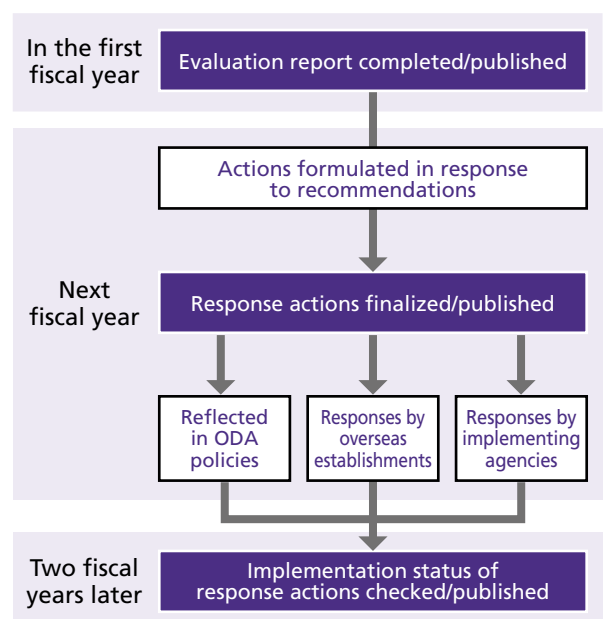 In the first
fiscal year
Evaluation report completed/published
Actions formulated in response
to recommendations
Next
fiscal year
Response actions finalized/published
Reflected
in ODA
policies
Responses by
overseas
establishments
Responses by
implementing
agencies
Two fiscal
years later
Implementation status of
response actions checked/published